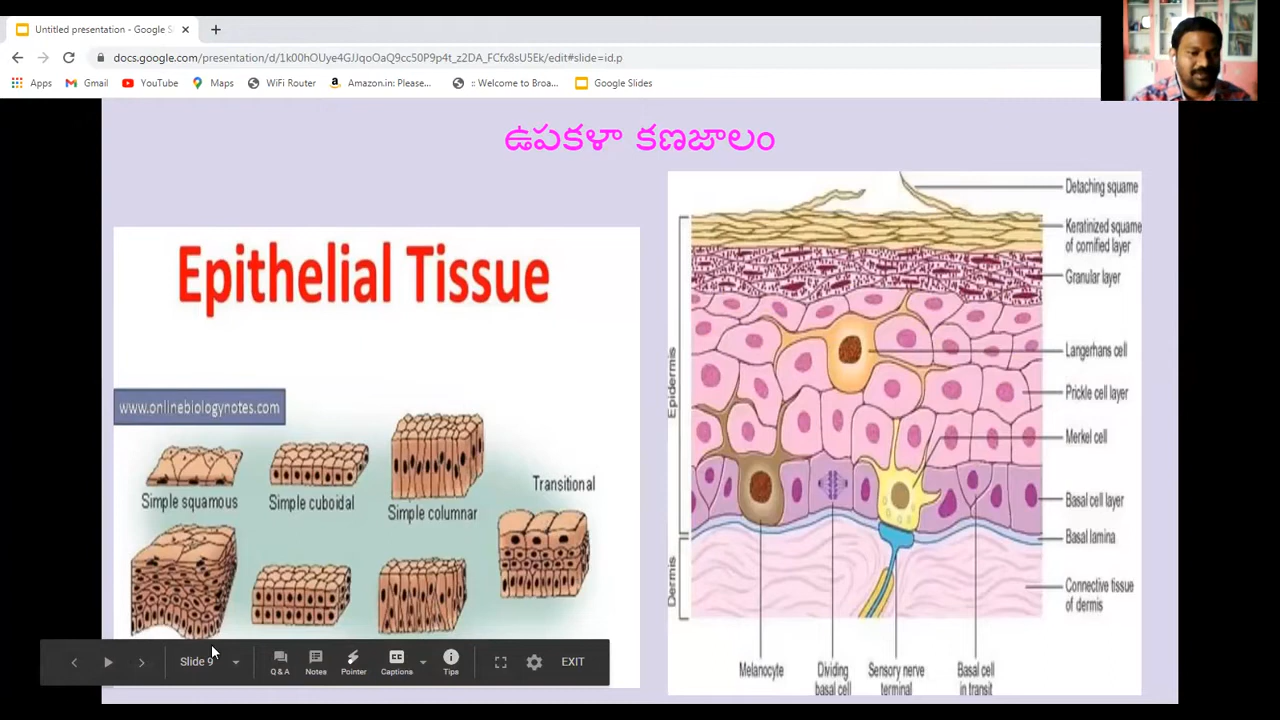 Untitled presentation - Google S
docs.google.com/presentation/d/1k00hOUye4GJJqoOaQ9cc50P9p4t_z2DA_FCfx8sU5Ek/edit#slide=id.p
Apps Gmail YouTube Maps WiFi Router Amazon.in: Please... :: Welcome to Broa... Google Slides
ఉపకళా కణజాలం
Epithelial Tissue
www.onlinebiologynotes.com
Simple squamous
Simple cuboidal
Simple columnar
Transitional
Epidermis
Dermis
Detaching squame
Keratinized squame
of cornified layer
Granular layer
Langerhans cell
Prickle cell layer
Merkel cell
Basal cell layer
Basal lamina
Connective tissue
of dermis
Melanocyte
Dividing
basal cell
Sensory nerve
terminal
Basal cell
in transit
Slide 9 Q & A Notes Pointer Captions Tips EXIT